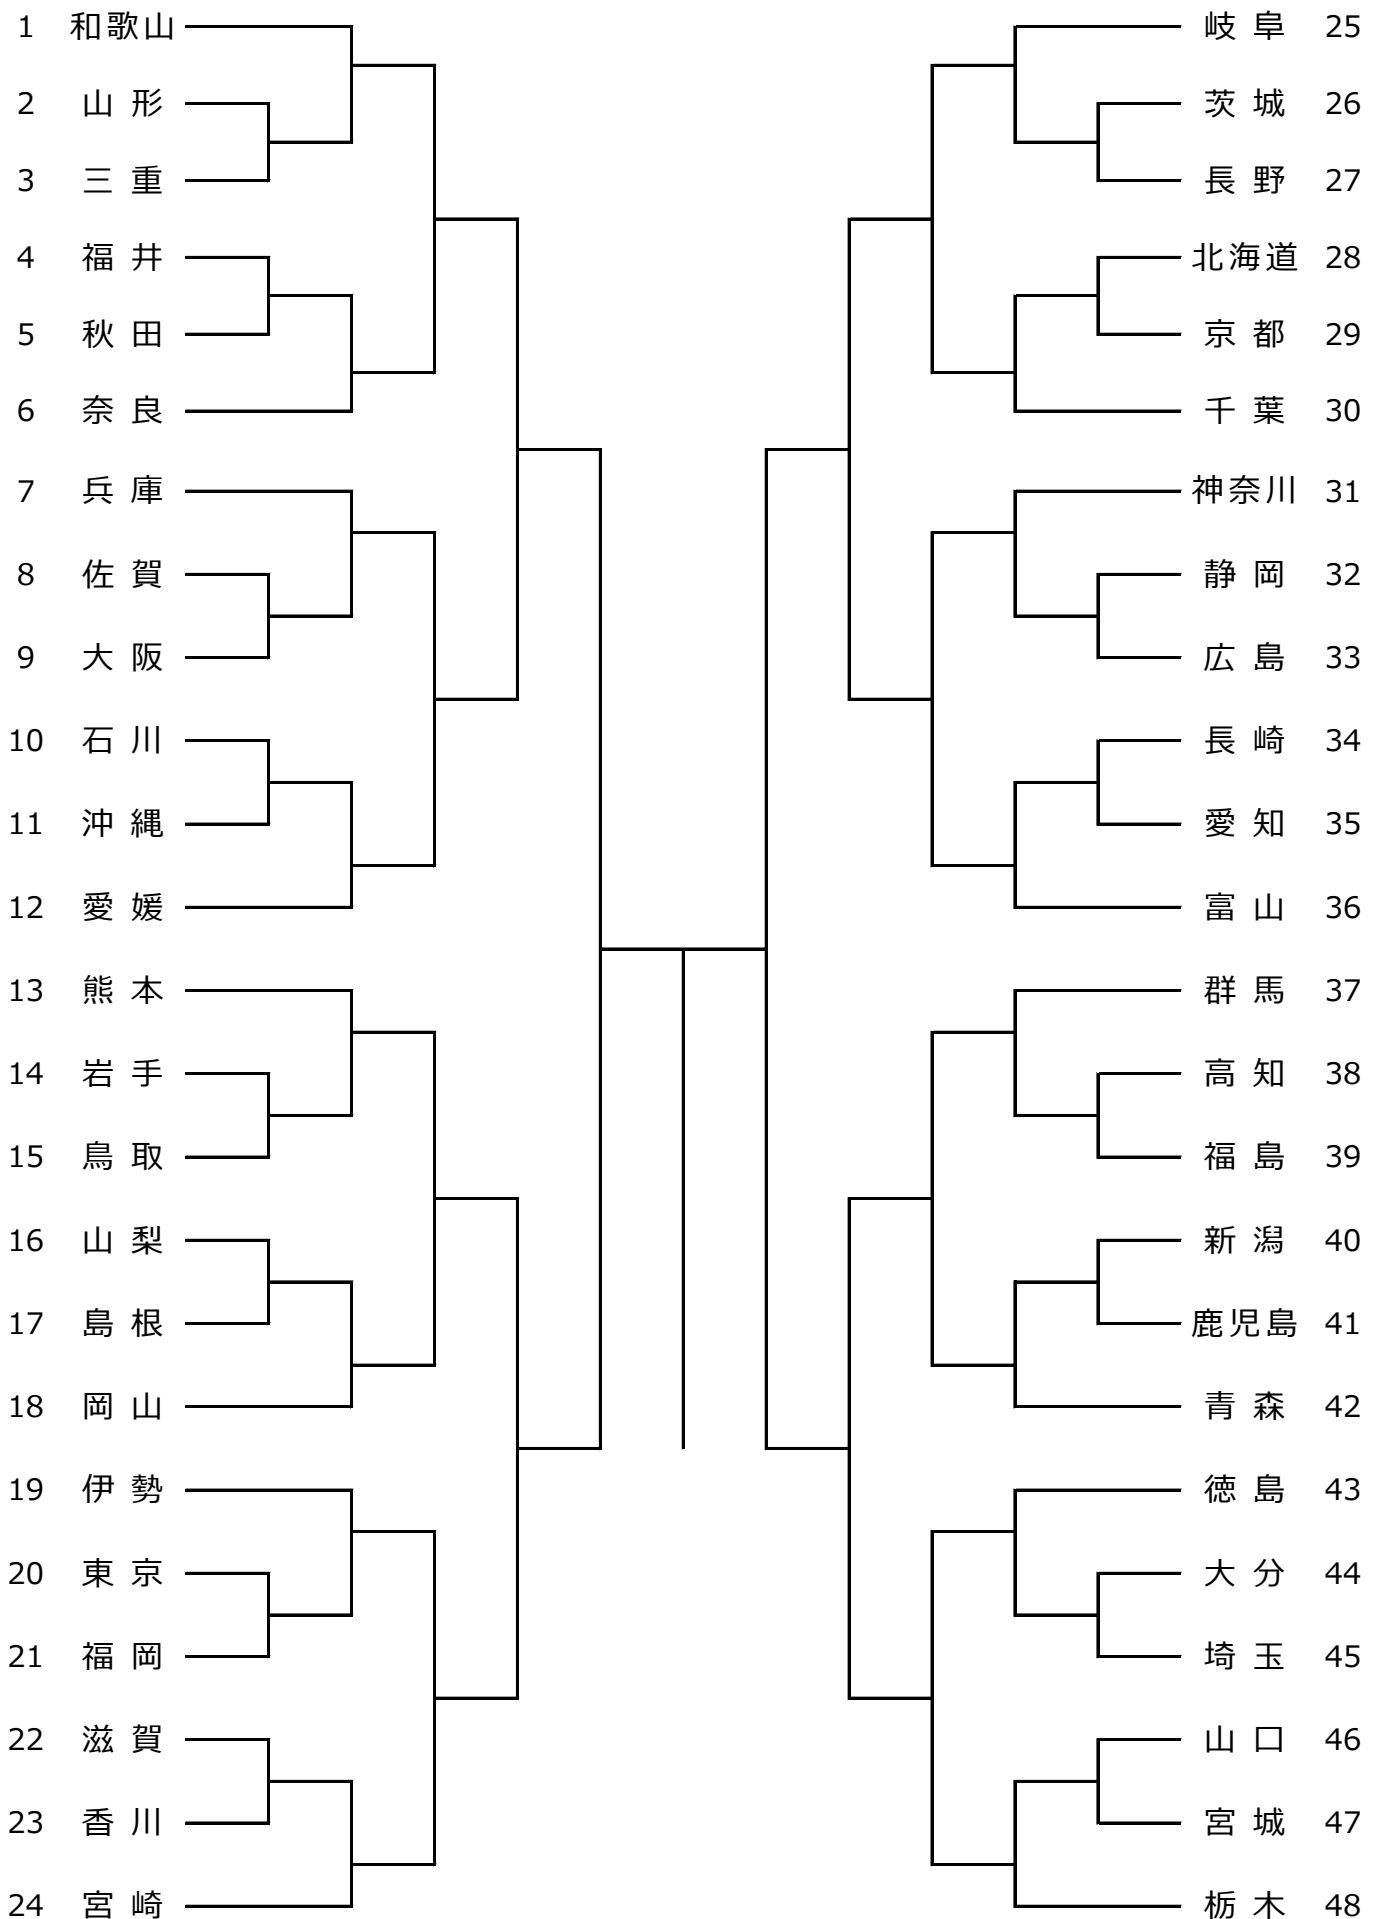 1 和歌山
2 山形
3 三重
4 福井
5 秋田
6 奈良
7 兵庫
8 佐賀
9 大阪
10 石川
11 沖縄
12 愛媛
13 熊本
14 岩手
15 鳥取
16 山梨
17 島根
18 岡山
19 伊勢
20 東京
21 福岡
22 滋賀
23 香川
24 宮崎
岐阜 25
茨城 26
長野 27
北海道 28
京都 29
千葉 30
神奈川 31
静岡 32
広島 33
長崎 34
愛知 35
富山 36
群馬 37
高知 38
福島 39
新潟 40
鹿児島 41
青森 42
徳島 43
大分 44
埼玉 45
山口 46
宮城 47
栃木 48